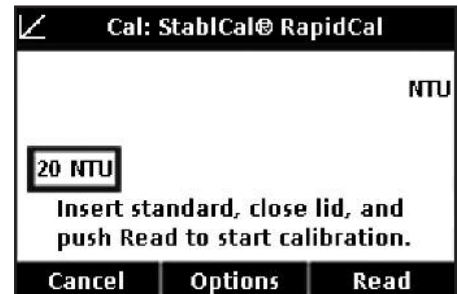 Cal: StablCal® RapidCal
NTU
20 NTU
Insert standard, close lid, and
push Read to start calibration.
Cancel Options Read